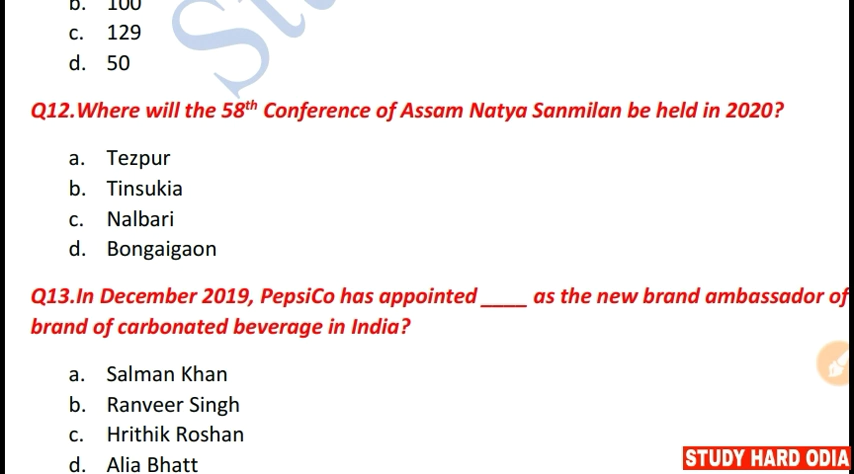 b. 100
c. 129
d. 50
Q12.Where will the 58th Conference of Assam Natya Sanmilan be held in 2020?
a. Tezpur
b. Tinsukia
c. Nalbari
d. Bongaigaon
Q13.In December 2019, PepsiCo has appointed ____ as the new brand ambassador of
brand of carbonated beverage in India?
a. Salman Khan
b. Ranveer Singh
c. Hrithik Roshan
d. Alia Bhatt
STUDY HARD ODIA